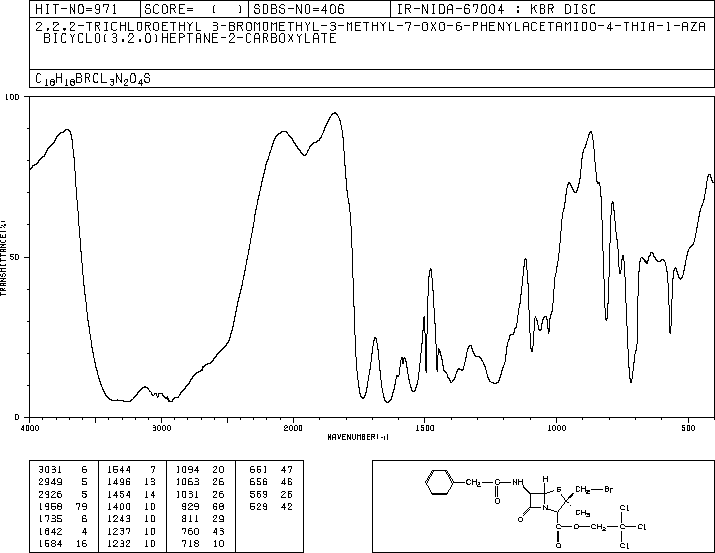 HIT-NO=971 SCORE= ( ) SDBS-NO=406 IR-NIDA-67004 : KBR DISC
2,2,2-TRICHLOROETHYL 3-BROMOMETHYL-3-METHYL-7-OXO-6-PHENYLACETAMIDO-4-THIA-1-AZA
BICYCLO(3.2.0)HEPTANE-2-CARBOXYLATE
C18H18BRCL3N2O4S
100
50
0
TRANSMITTANCE(%)
4000 3000 2000 1500 1000 500
WAVENUMBER(-1)
3031 6 1544 7 1094 20 661 47
2949 5 1496 13 1063 26 656 46
2926 5 1454 14 1031 26 569 26
1958 79 1400 10 929 68 529 42
1735 6 1243 10 811 29
1642 4 1237 10 760 43
1584 16 1232 10 718 10
H
CH2 C NH S CH2 Br
O
O N CH3
C O CH2 C Cl
O
Cl
Cl